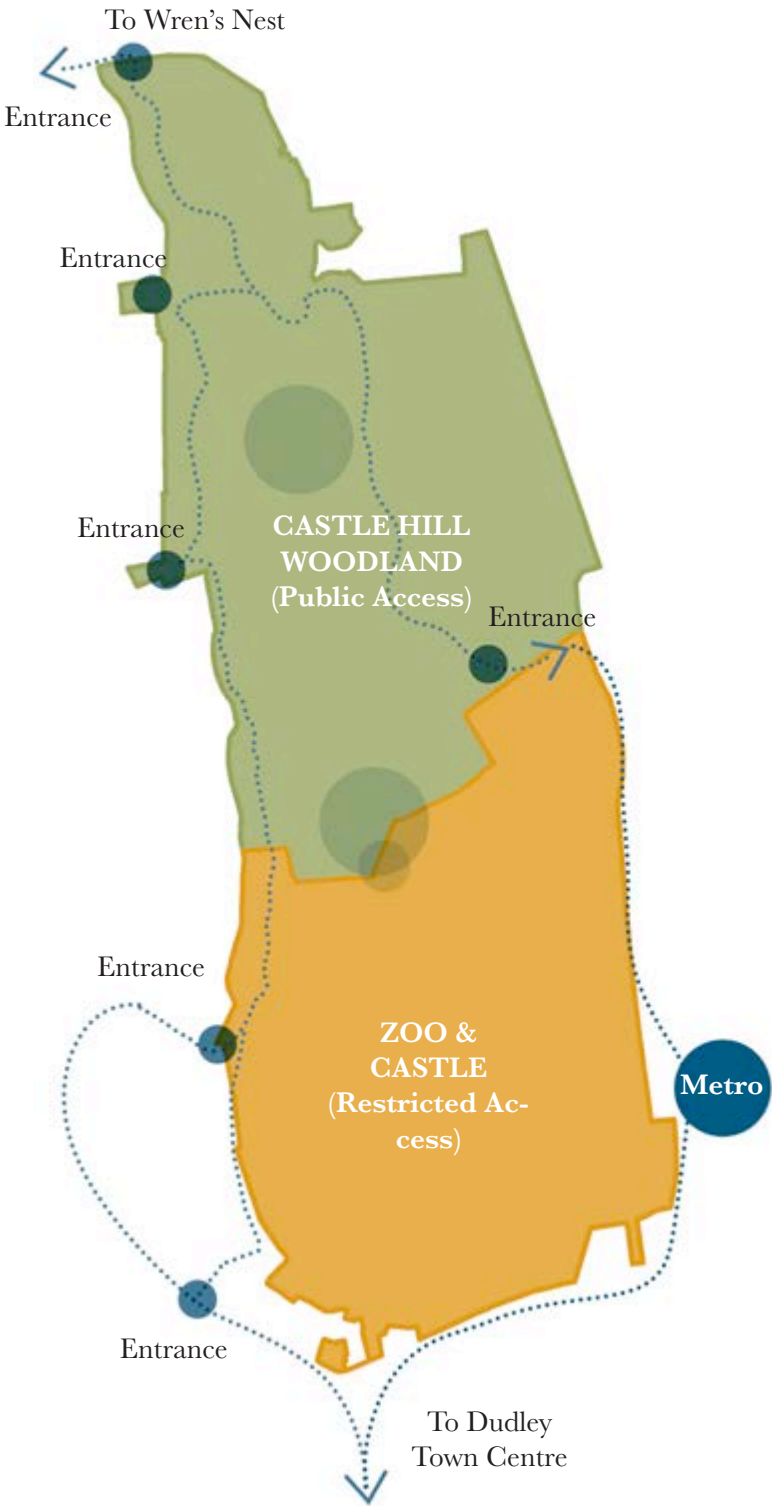 To Wren's Nest
Entrance
Entrance
Entrance
CASTLE HILL
WOODLAND
(Public Access)
Entrance
Entrance
ZOO &
CASTLE
(Restricted Ac-
cess)
Metro
Entrance
To Dudley
Town Centre